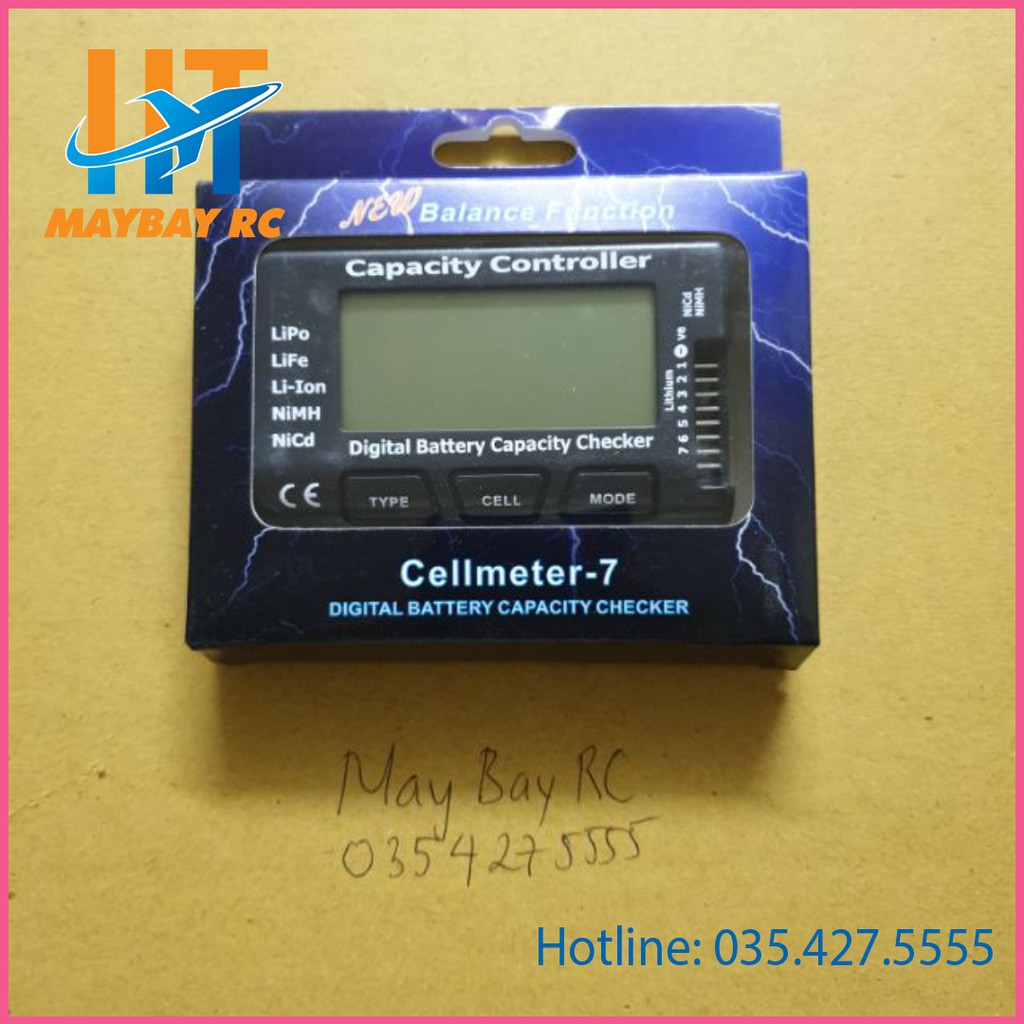 HT
MAYBAY RC
NEW Balance Function
Capacity Controller
LiPo
LiFe
Li-Ion
NiMH
NiCd
NiCd
NiMH
Lithium
7 6 5 4 3 2 1 - ve
Digital Battery Capacity Checker
CE
TYPE
CELL
MODE
Cellmeter-7
DIGITAL BATTERY CAPACITY CHECKER
May Bay RC
0354275555
Hotline: 035.427.5555